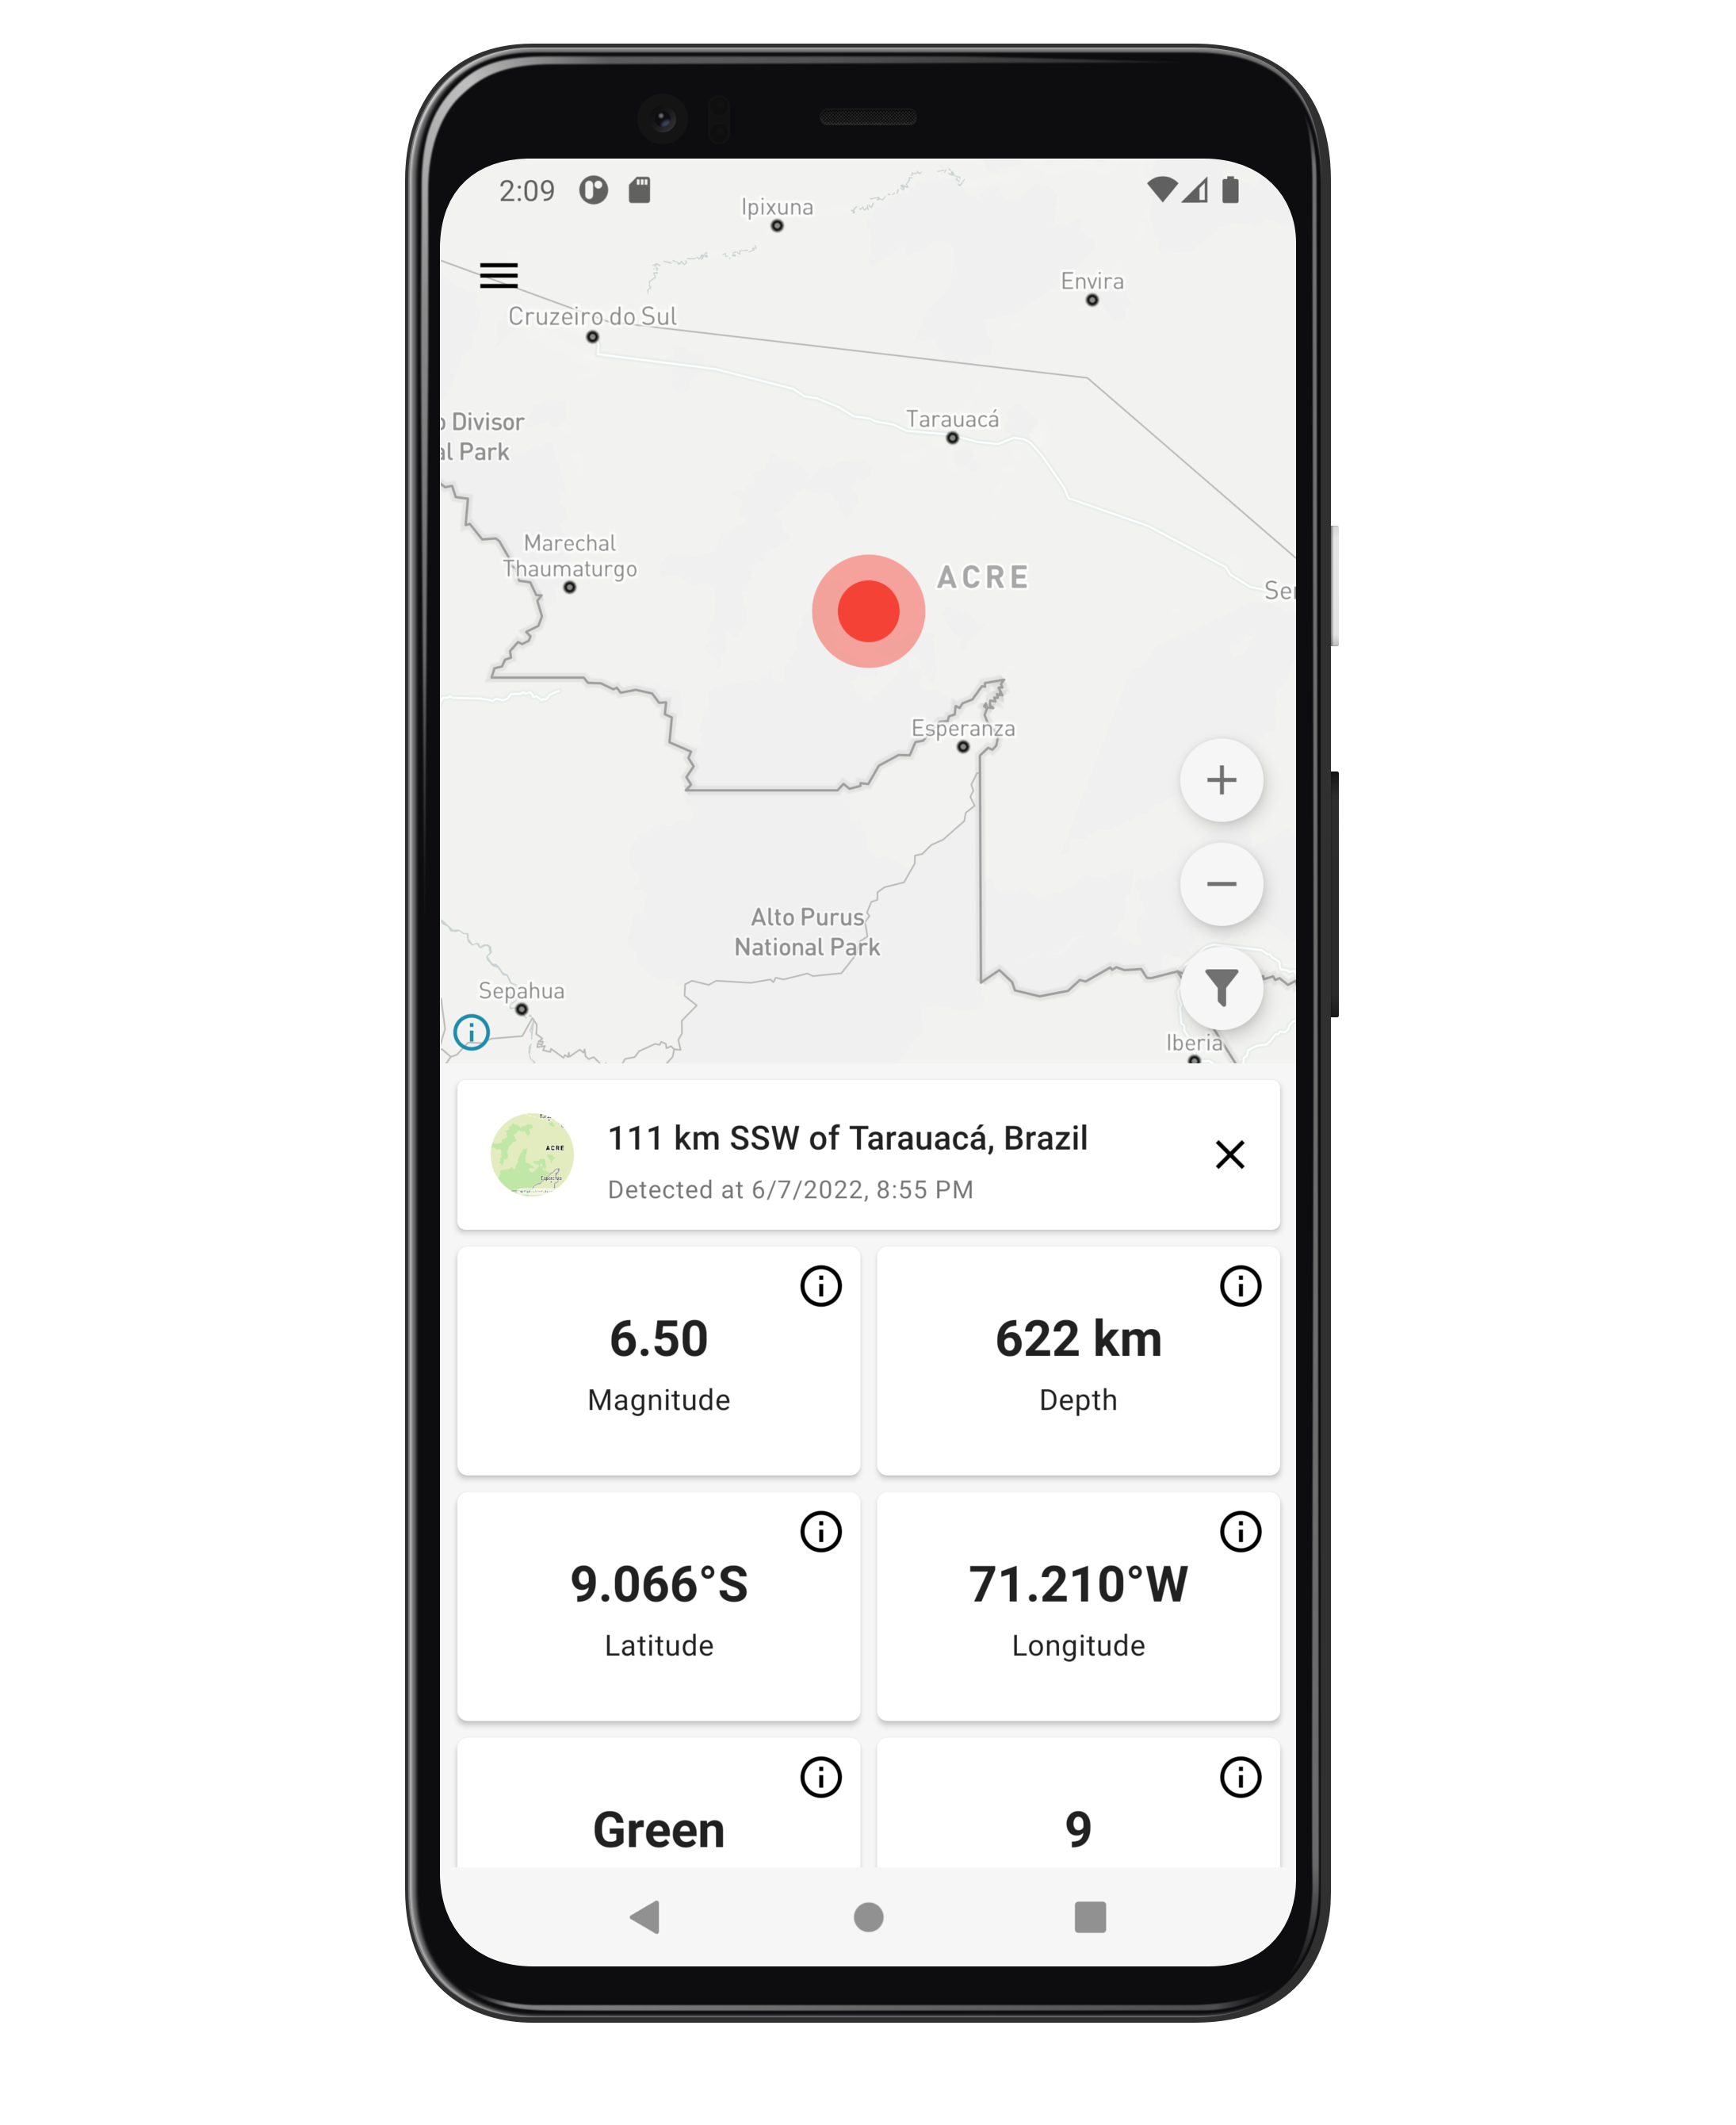 2:09
Ipixuna
Envira
Cruzeiro do Sul
Tarauacá
Divisor
Park
Marechal
Thaumaturgo
ACRE
Esperanza
Alto Purus
National Park
Sepahua
Iberia
111 km SSW of Tarauacá, Brazil
Detected at 6/7/2022, 8:55 PM
ACRE
6.50
Magnitude
622 km
Depth
9.066°S
Latitude
71.210°W
Longitude
Green
9